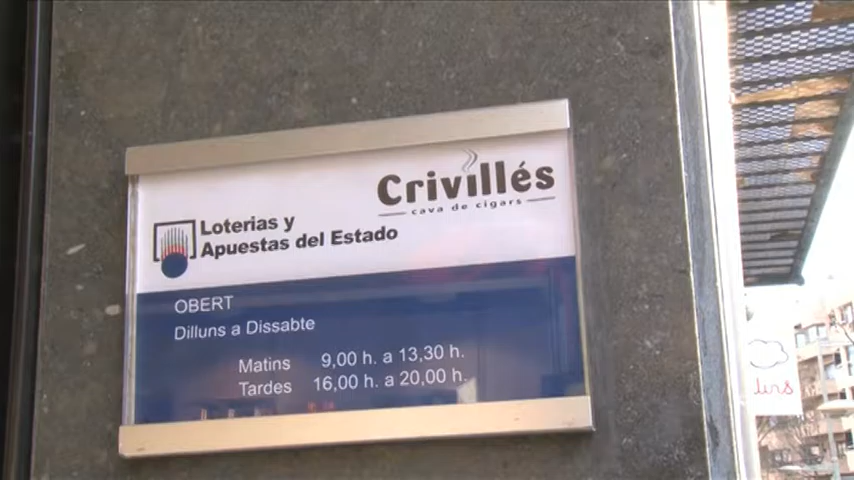 Crivillés
cava de cigars
Loterias y
Apuestas del Estado
OBERT
Dilluns a Dissabte
Matins 9,00 h. a 13,30 h.
Tardes 16,00 h. a 20,00 h.